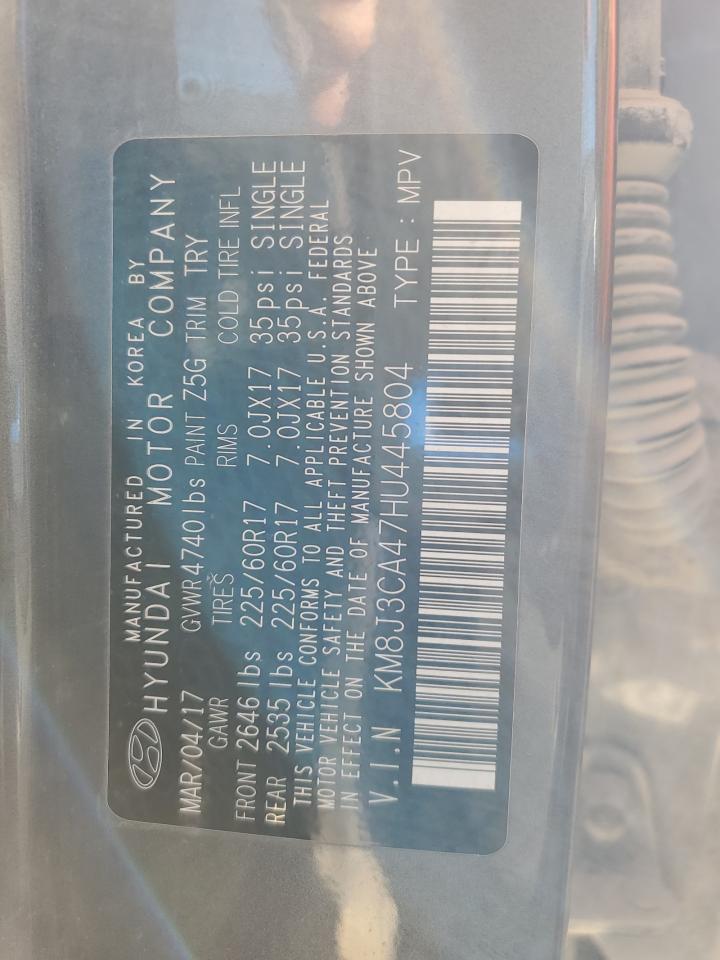 MANUFACTURED IN KOREA BY
HYUNDAI MOTOR COMPANY
MAR/04/17 GVWR 4740lbs PAINT Z5G TRIM TRY
GAWR TIRES RIMS COLD TIRE INFL
FRONT 2646 lbs 225/60R17 7.0JX17 35psi SINGLE
REAR 2535 lbs 225/60R17 7.0JX17 35psi SINGLE
THIS VEHICLE CONFORMS TO ALL APPLICABLE U.S.A. FEDERAL
MOTOR VEHICLE SAFETY AND THEFT PREVENTION STANDARDS
IN EFFECT ON THE DATE OF MANUFACTURE SHOWN ABOVE
V.I.N KM8J3CA47HU445804 TYPE : MPV